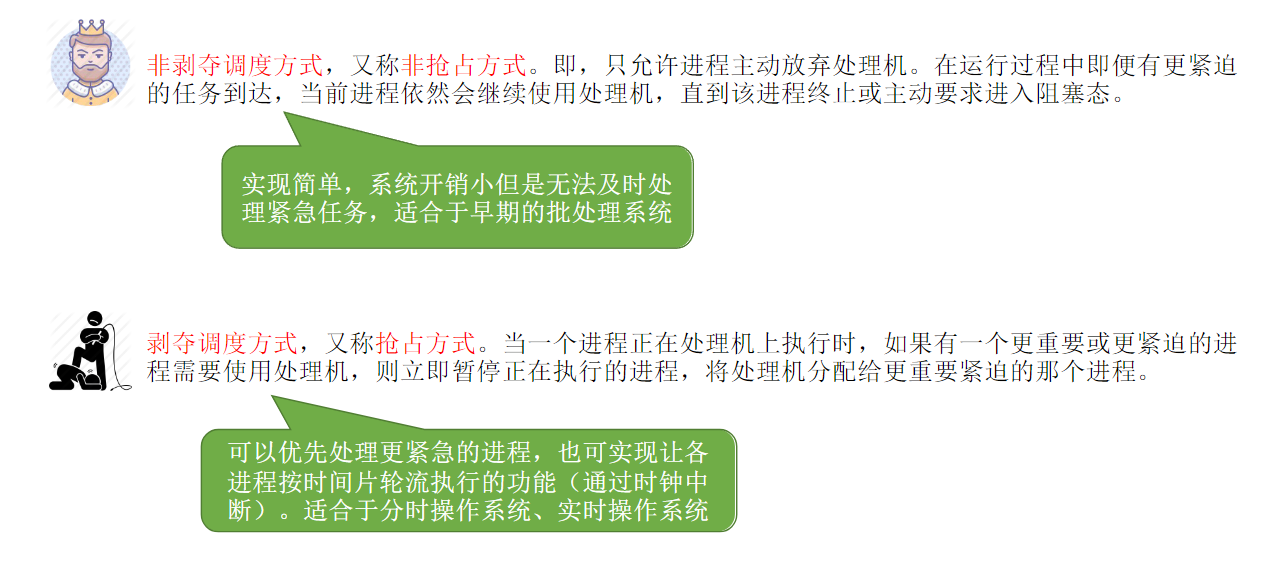 非剥夺调度方式，又称非抢占方式。即，只允许进程主动放弃处理机。在运行过程中即便有更紧迫
的任务到达，当前进程依然会继续使用处理机，直到该进程终止或主动要求进入阻塞态。
实现简单，系统开销小但是无法及时处
理紧急任务，适合于早期的批处理系统
剥夺调度方式，又称抢占方式。当一个进程正在处理机上执行时，如果有一个更重要或更紧迫的进
程需要使用处理机，则立即暂停正在执行的进程，将处理机分配给更重要紧迫的那个进程。
可以优先处理更紧急的进程，也可实现让各
进程按时间片轮流执行的功能（通过时钟中
断）。适合于分时操作系统、实时操作系统